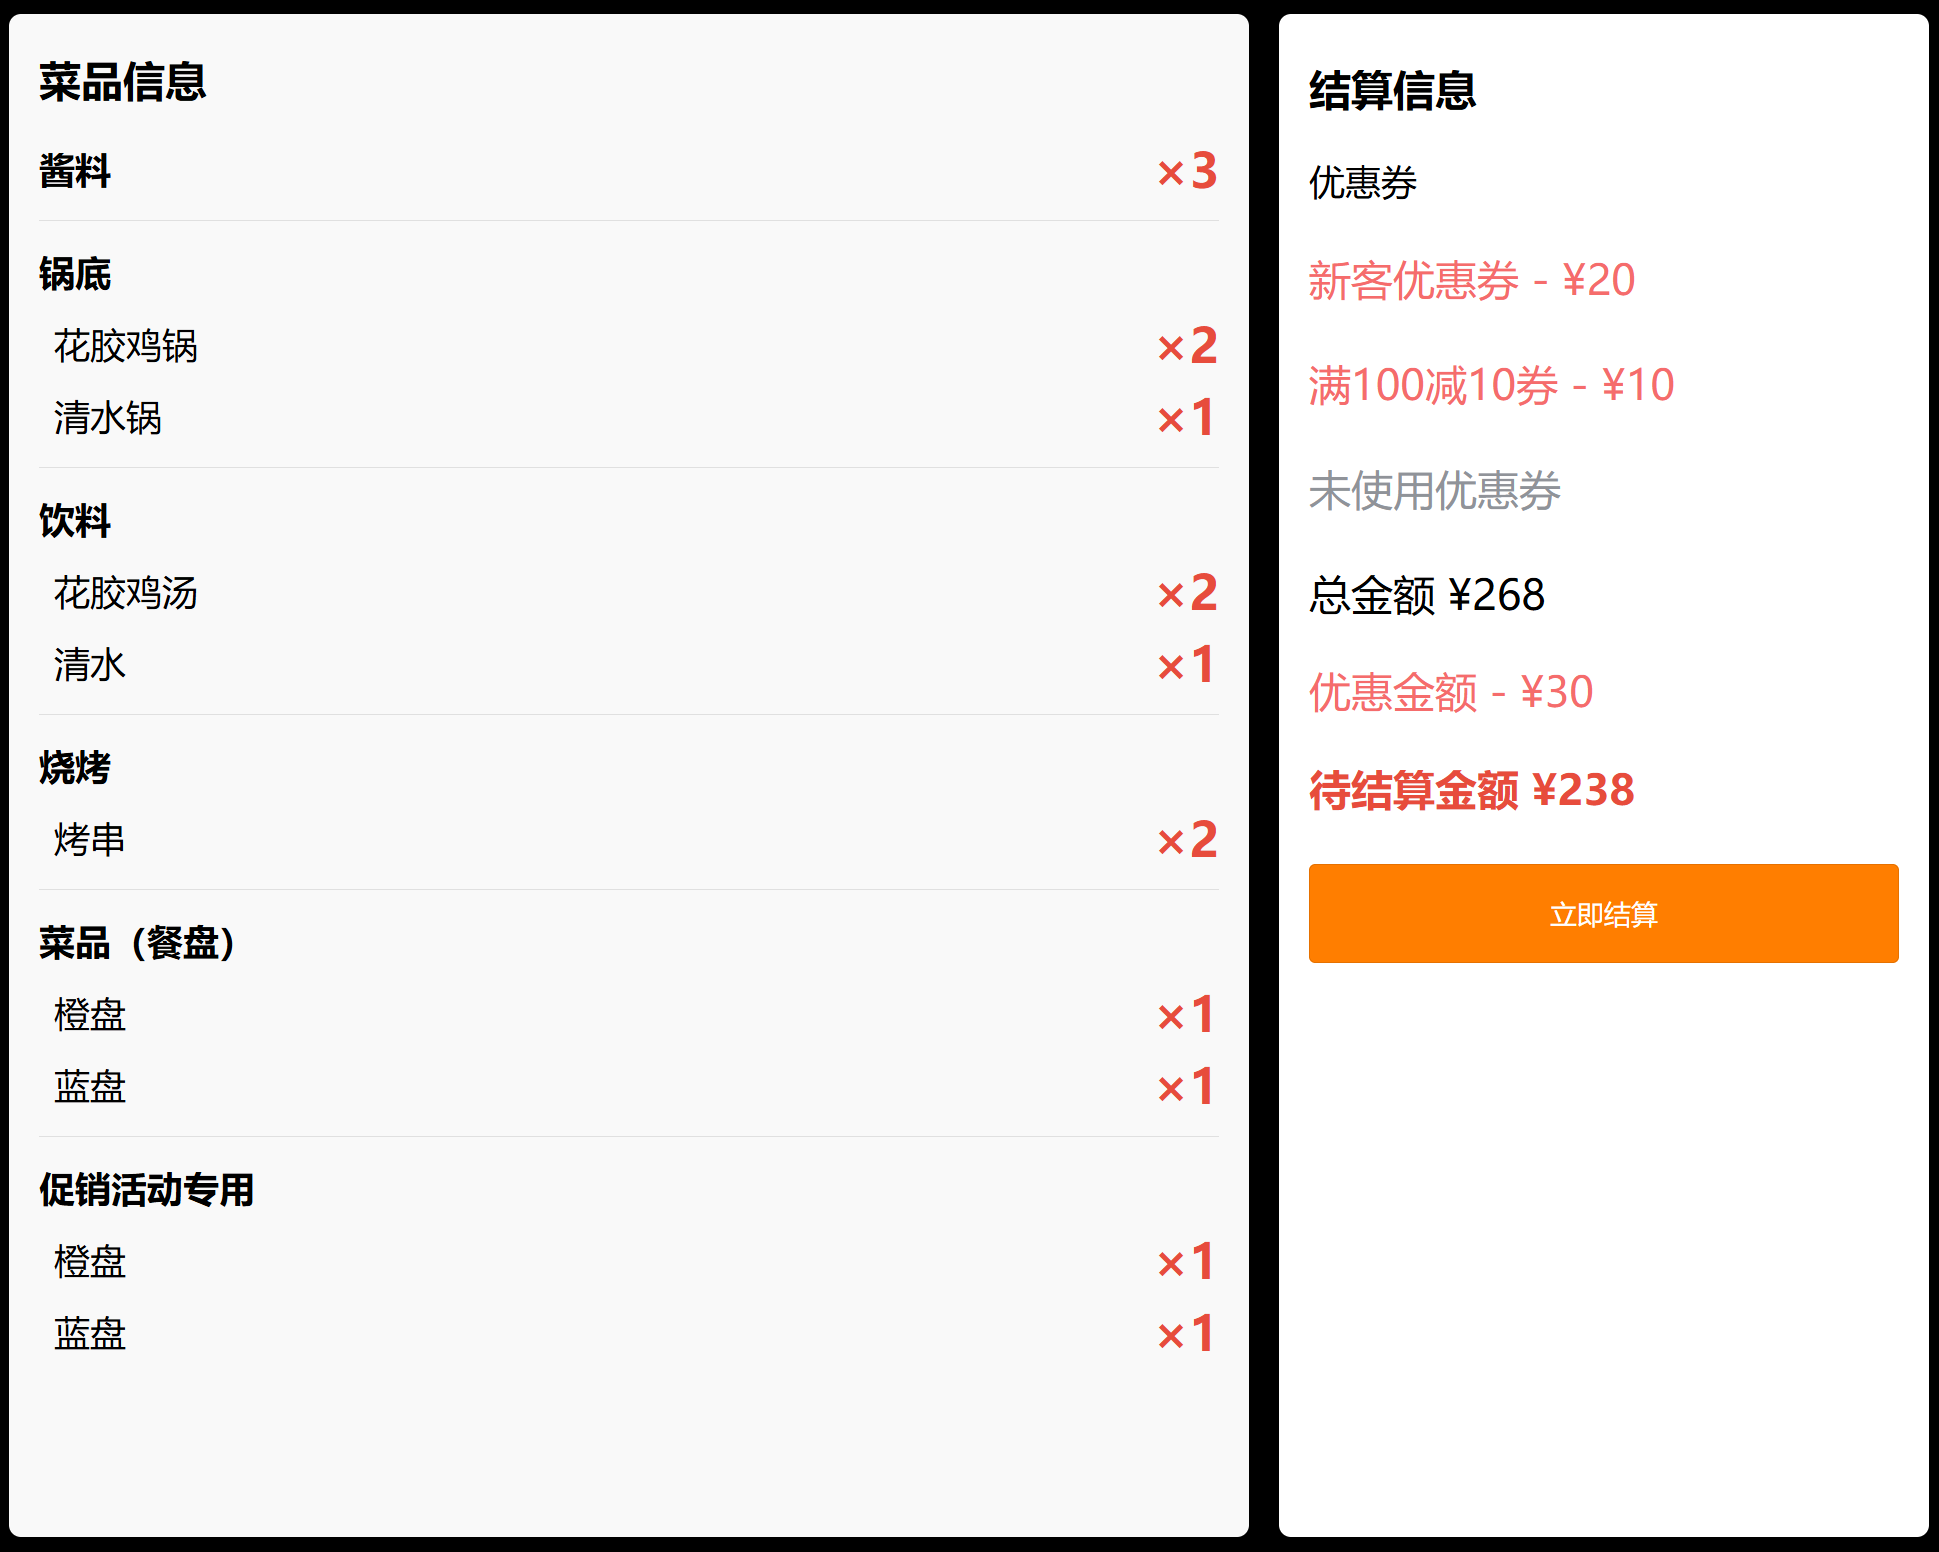 菜品信息
酱料 ×3
锅底
花胶鸡锅 ×2
清水锅 ×1
饮料
花胶鸡汤 ×2
清水 ×1
烧烤
烤串 ×2
菜品（餐盘）
橙盘 ×1
蓝盘 ×1
促销活动专用
橙盘 ×1
蓝盘 ×1
结算信息
优惠券
新客优惠券 - ¥20
满100减10券 - ¥10
未使用优惠券
总金额 ¥268
优惠金额 - ¥30
待结算金额 ¥238
立即结算